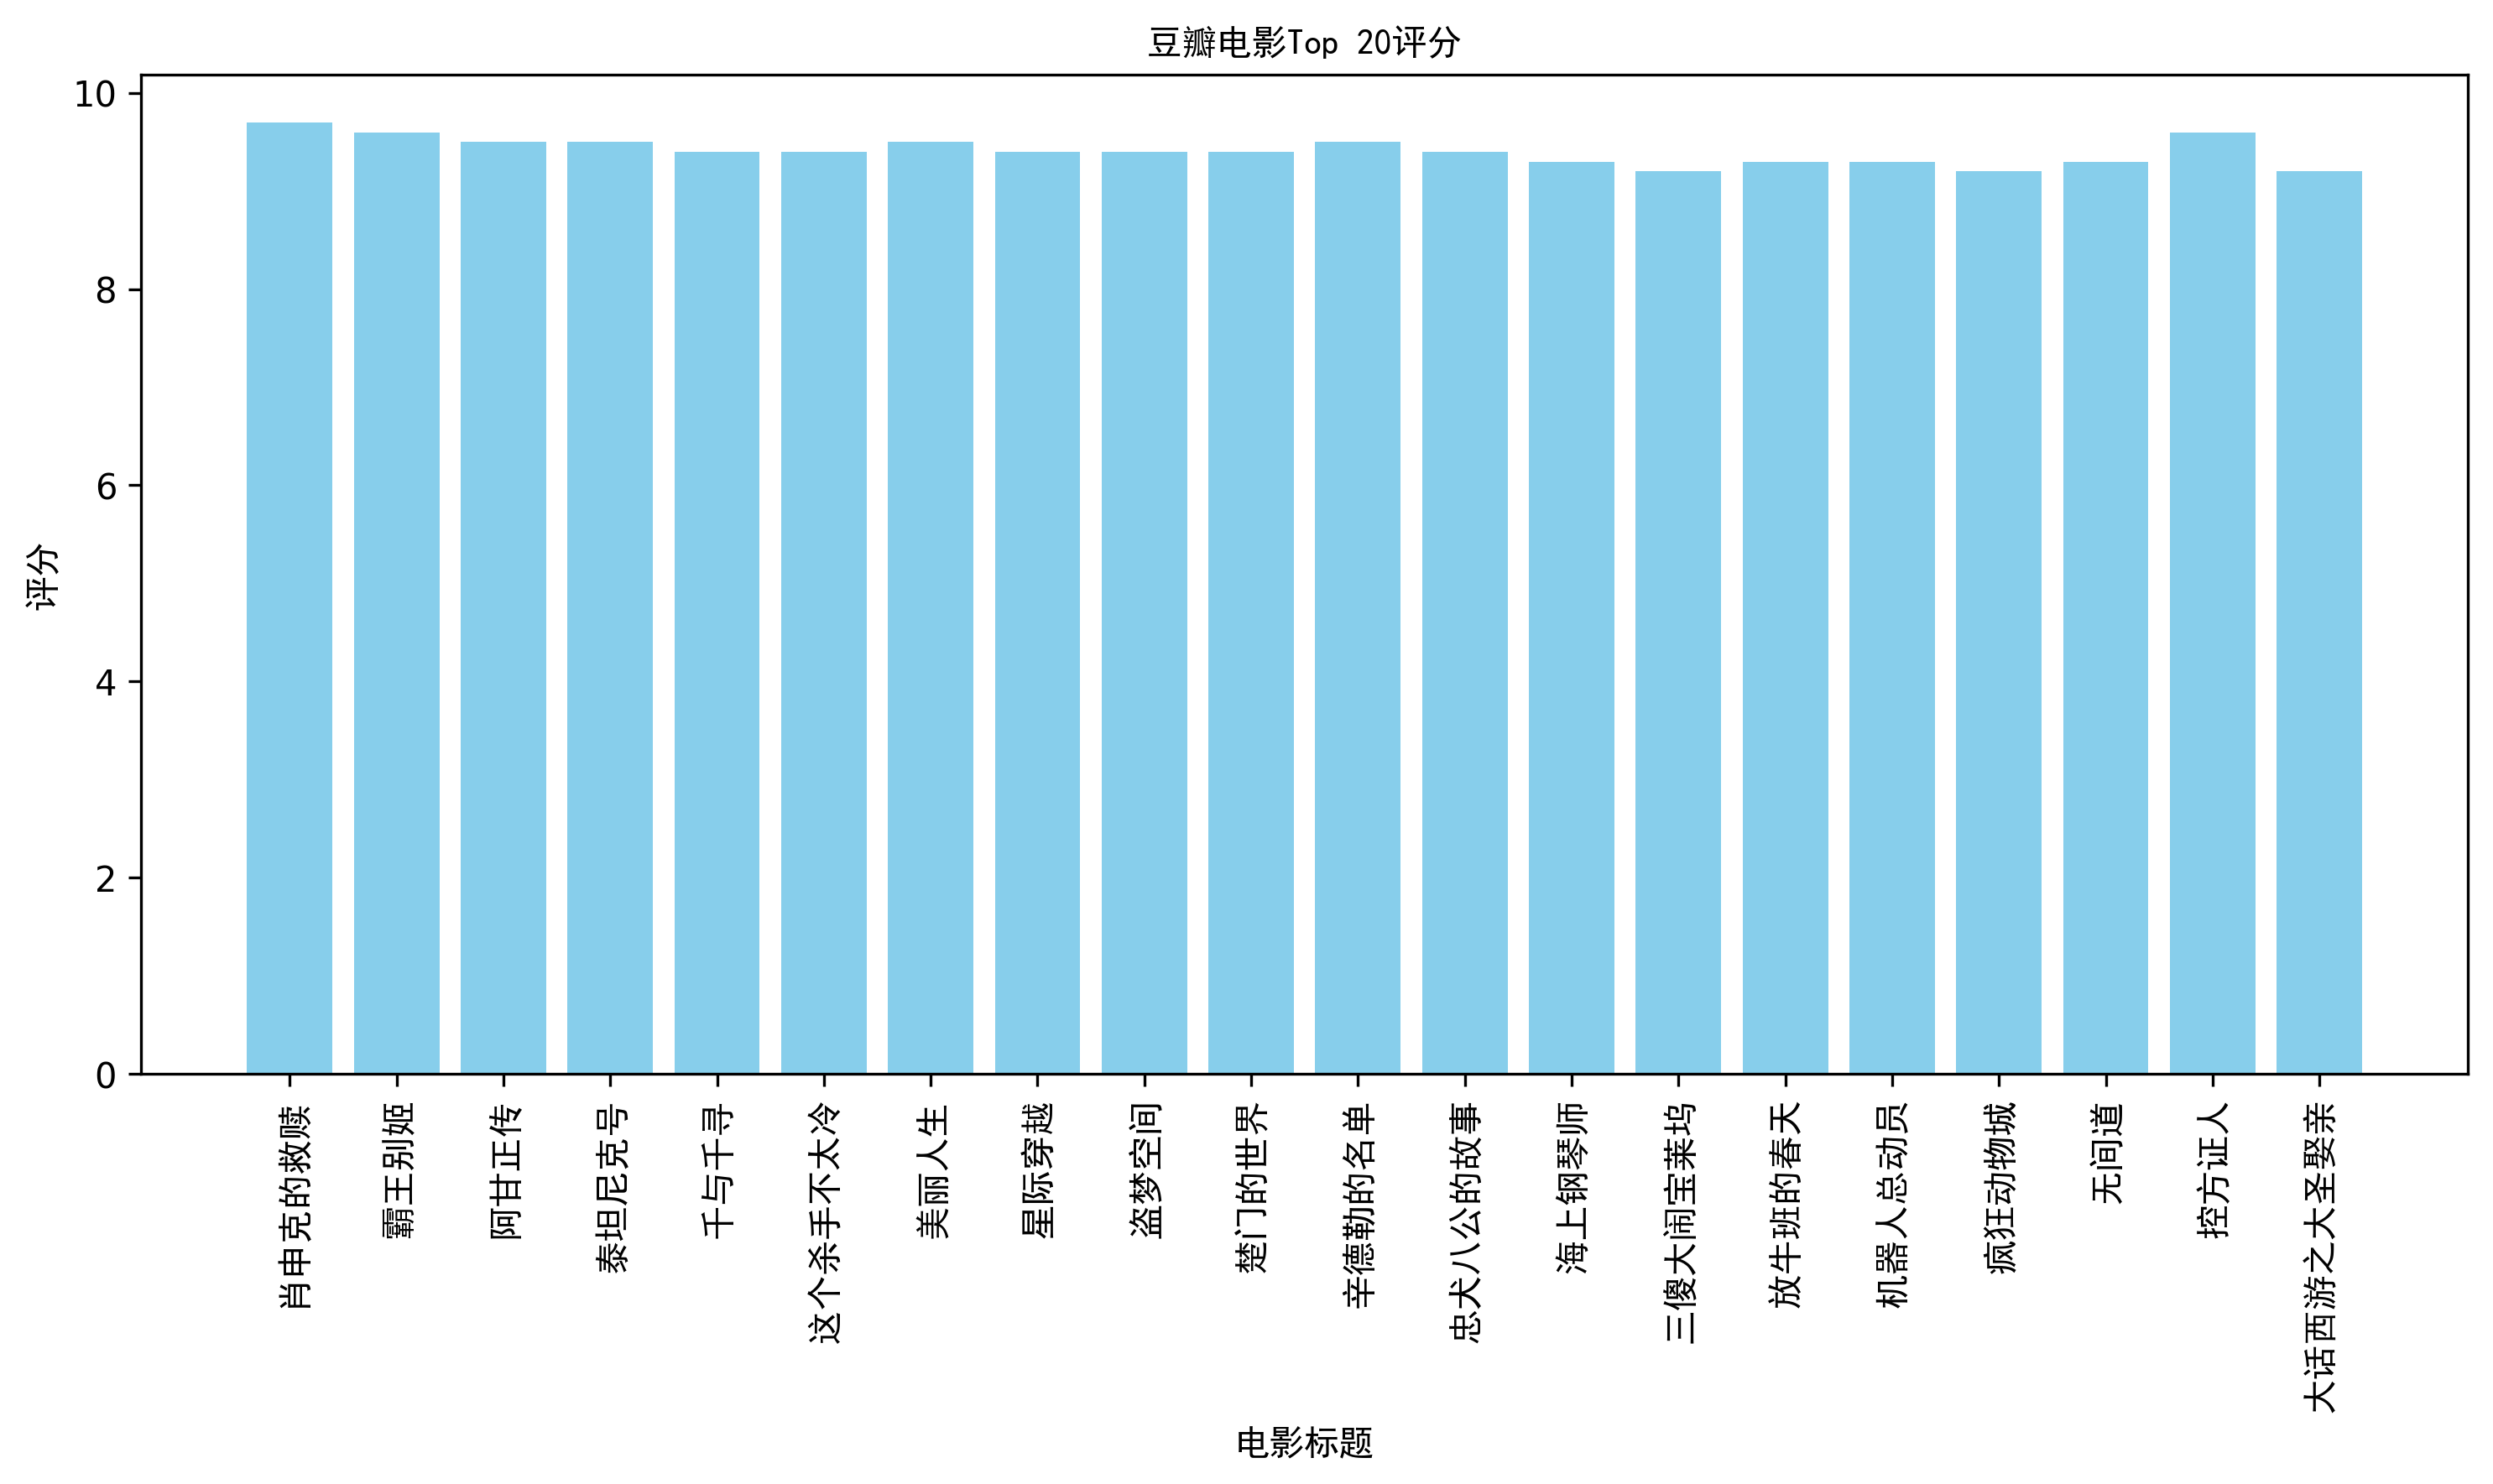 豆瓣电影Top 20评分
10
8
6
4
2
0
评分
肖申克的救赎
霸王别姬
阿甘正传
泰坦尼克号
千与千寻
这个杀手不太冷
美丽人生
星际穿越
盗梦空间
楚门的世界
辛德勒的名单
忠犬八公的故事
海上钢琴师
三傻大闹宝莱坞
放牛班的春天
机器人总动员
疯狂动物城
无间道
控方证人
大话西游之大圣娶亲
电影标题